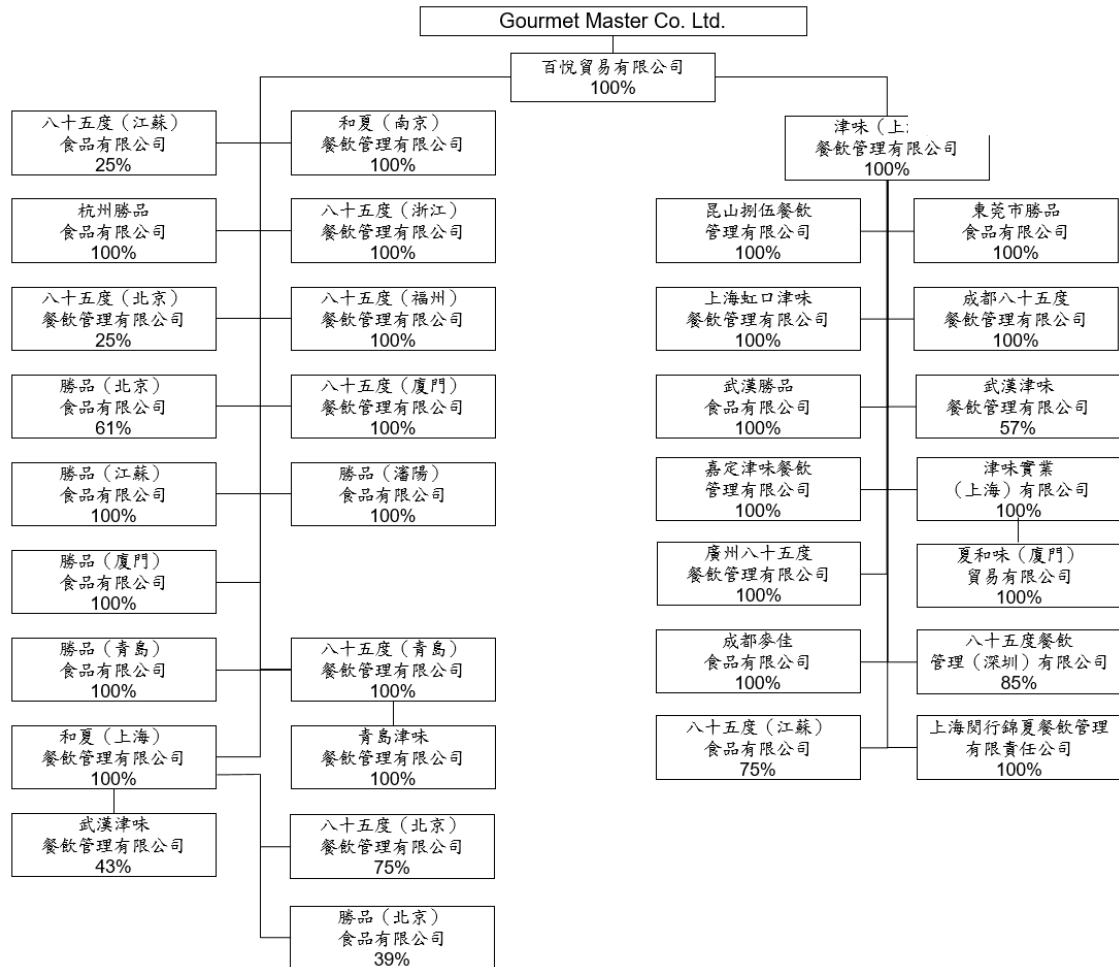 Gourmet Master Co. Ltd.
百悅貿易有限公司
100%
八十五度（江蘇）
食品有限公司
25%
和夏（南京）
餐飲管理有限公司
100%
津味（上
餐飲管理有限公司
100%
杭州勝品
食品有限公司
100%
八十五度（浙江）
餐飲管理有限公司
100%
昆山捌伍餐飲
管理有限公司
100%
東莞市勝品
食品有限公司
100%
八十五度（北京）
餐飲管理有限公司
25%
八十五度（福州）
餐飲管理有限公司
100%
上海虹口津味
餐飲管理有限公司
100%
成都八十五度
餐飲管理有限公司
100%
勝品（北京）
食品有限公司
61%
八十五度（廈門）
餐飲管理有限公司
100%
武漢勝品
食品有限公司
100%
武漢津味
餐飲管理有限公司
57%
勝品（江蘇）
食品有限公司
100%
勝品（瀋陽）
食品有限公司
100%
嘉定津味餐飲
管理有限公司
100%
津味實業
（上海）有限公司
100%
勝品（廈門）
食品有限公司
100%
廣州八十五度
餐飲管理有限公司
100%
夏和味（廈門）
貿易有限公司
100%
勝品（青島）
食品有限公司
100%
八十五度（青島）
餐飲管理有限公司
100%
成都麥佳
食品有限公司
100%
八十五度餐飲
管理（深圳）有限公司
85%
和夏（上海）
餐飲管理有限公司
100%
青島津味
餐飲管理有限公司
100%
八十五度（江蘇）
食品有限公司
75%
上海閔行錦夏餐飲管理
有限責任公司
100%
武漢津味
餐飲管理有限公司
43%
八十五度（北京）
餐飲管理有限公司
75%
勝品（北京）
食品有限公司
39%